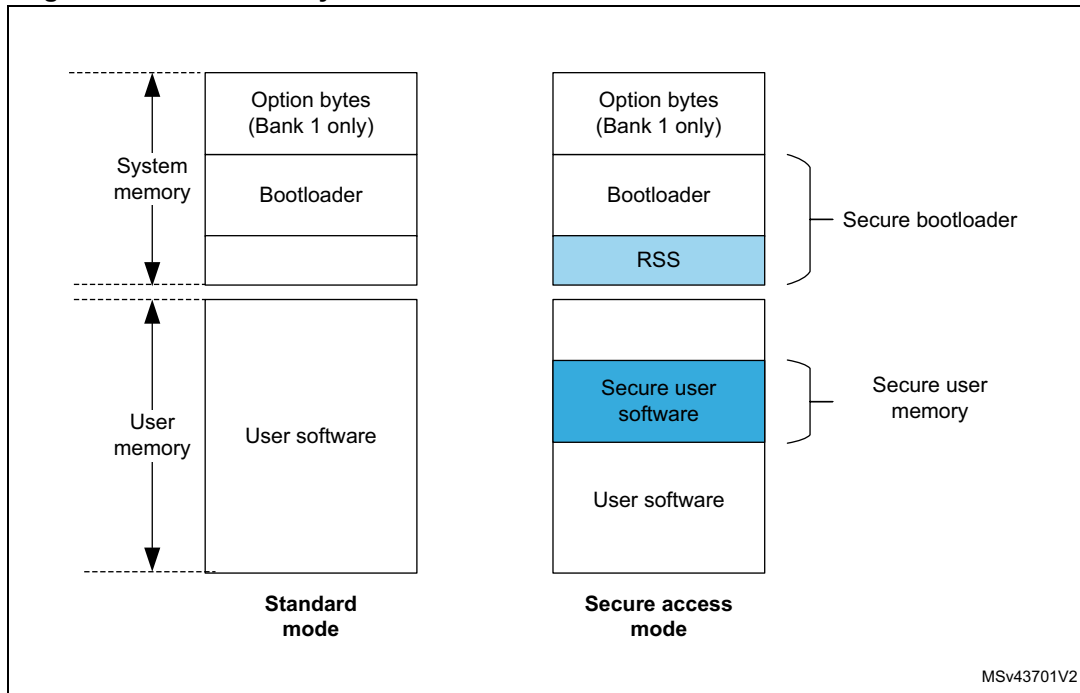 Option bytes
(Bank 1 only)
Option bytes
(Bank 1 only)
System
memory
Bootloader
Bootloader
Secure bootloader
RSS
Secure user
software
Secure user
memory
User
memory
User software
User software
Standard
mode
Secure access
mode
MSv43701V2